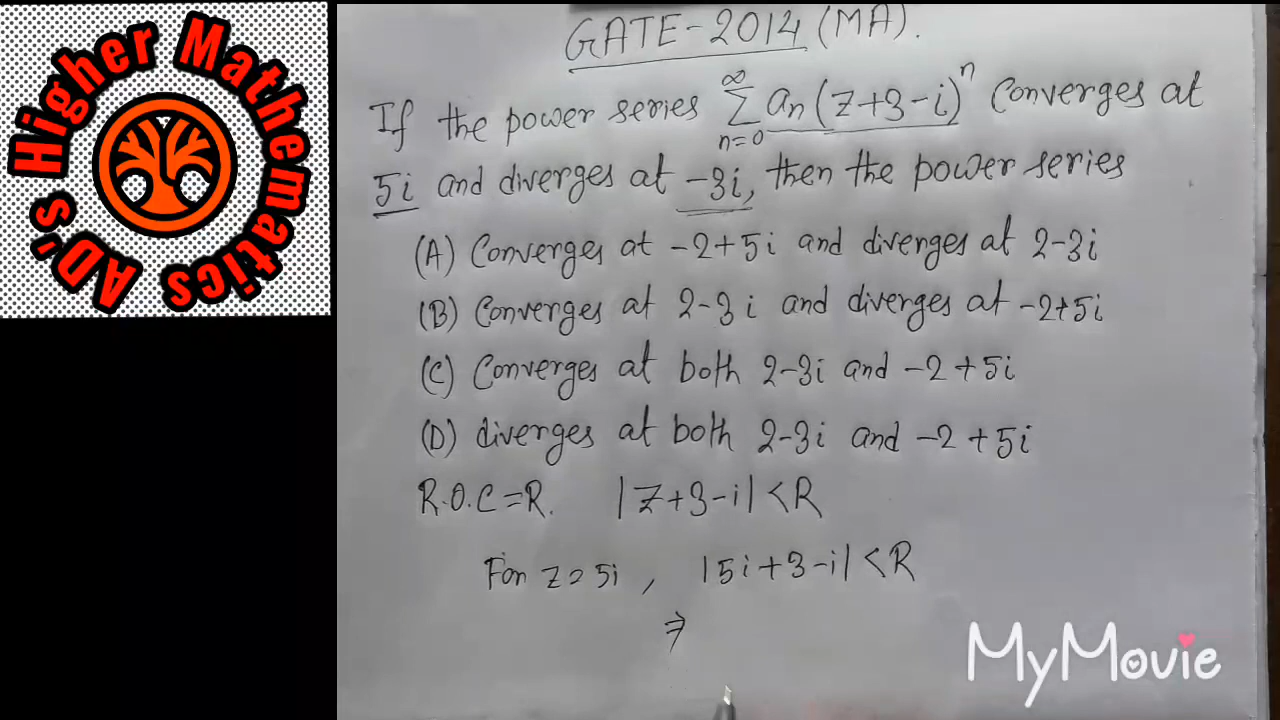 AD's Higher Mathematics
GATE-2014 (MA).
If the power series ∞Σn=0 an(z+3-i)^n Converges at
5i and diverges at -3i, then the power series
(A) Converges at -2+5i and diverges at 2-3i
(B) Converges at 2-3i and diverges at -2+5i
(C) Converges at both 2-3i and -2+5i
(D) diverges at both 2-3i and -2+5i
R.O.C=R. |z+3-i|<R
For z=5i, |5i+3-i|<R
⇒
MyMovie